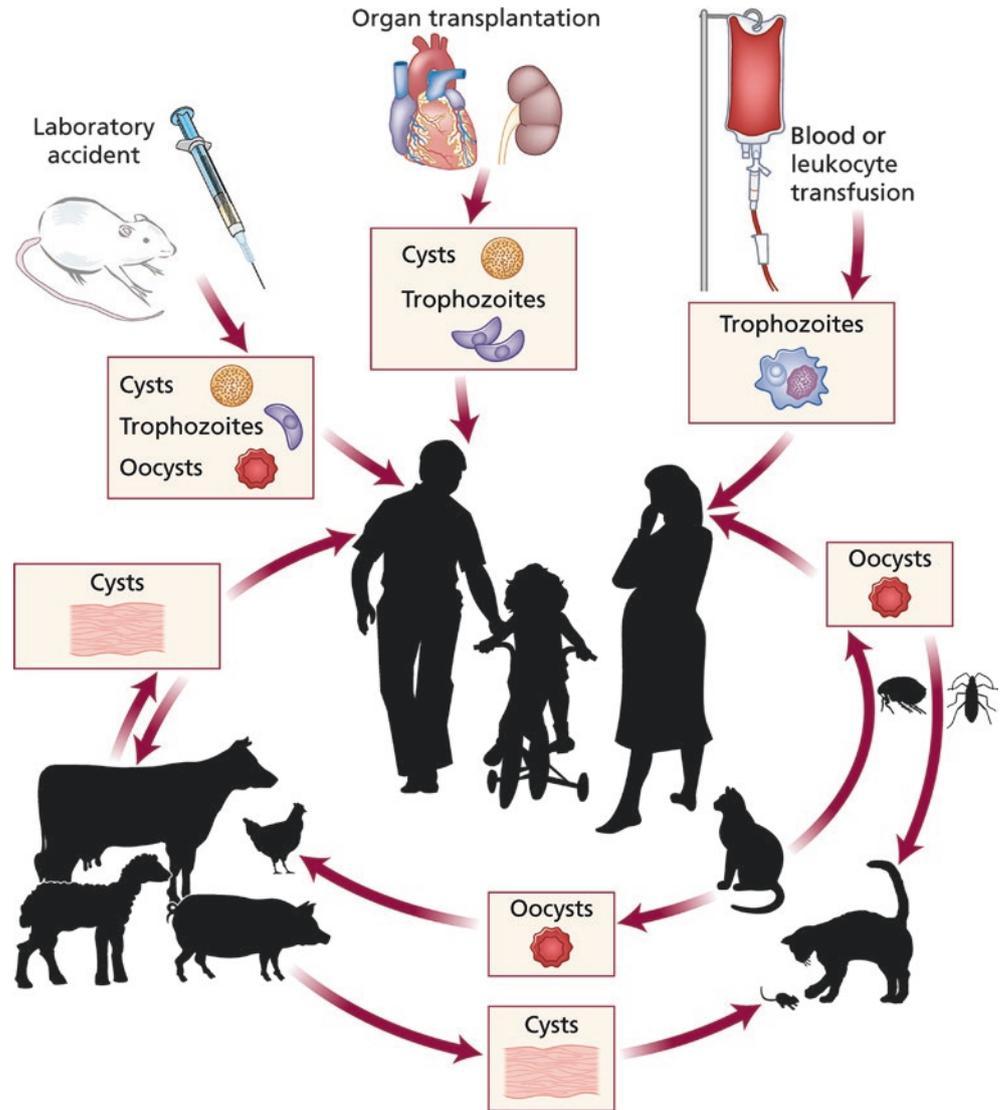 Organ transplantation
Laboratory
accident
Blood or
leukocyte
transfusion
Cysts
Trophozoites
Trophozoites
Cysts
Trophozoites
Oocysts
Cysts
Oocysts
Oocysts
Cysts